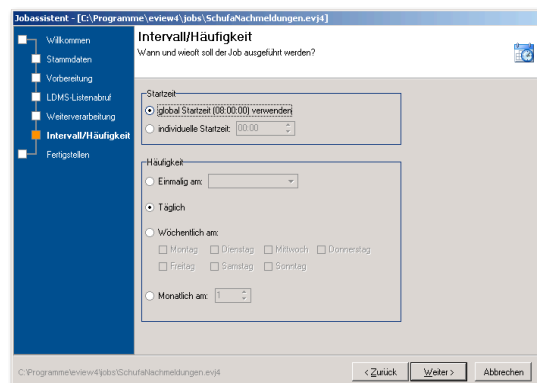 Jobassistent - [C:\Programme\eview4\jobs\SchufaNachmeldungen.evj4]
Willkommen
Stammdaten
Vorbereitung
LDMS-Listenabruf
Weiterverarbeitung
Intervall/Häufigkeit
Fertigstellen
Intervall/Häufigkeit
Wann und wieoft soll der Job ausgeführt werden?
Startzeit
global Startzeit (08:00:00) verwenden
individuelle Startzeit: 00:00
Häufigkeit
Einmalig am:
Täglich
Wöchentlich am:
Montag Dienstag Mittwoch Donnerstag
Freitag Samstag Sonntag
Monatlich am: 1
C:\Programme\eview4\jobs\SchufaNachmeldungen.evj4
< Zurück Weiter > Abbrechen